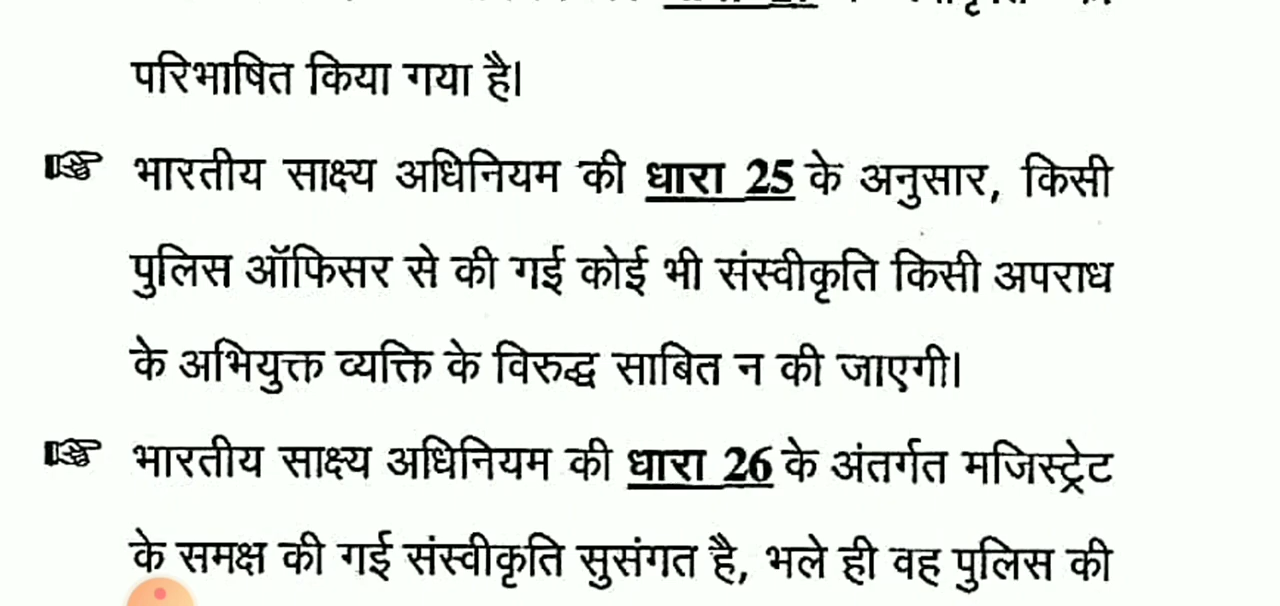 परिभाषित किया गया है।
भारतीय साक्ष्य अधिनियम की धारा 25 के अनुसार, किसी
पुलिस ऑफिसर से की गई कोई भी संस्वीकृति किसी अपराध
के अभियुक्त व्यक्ति के विरुद्ध साबित न की जाएगी।
भारतीय साक्ष्य अधिनियम की धारा 26 के अंतर्गत मजिस्ट्रेट
के समक्ष की गई संस्वीकृति सुसंगत है, भले ही वह पुलिस की